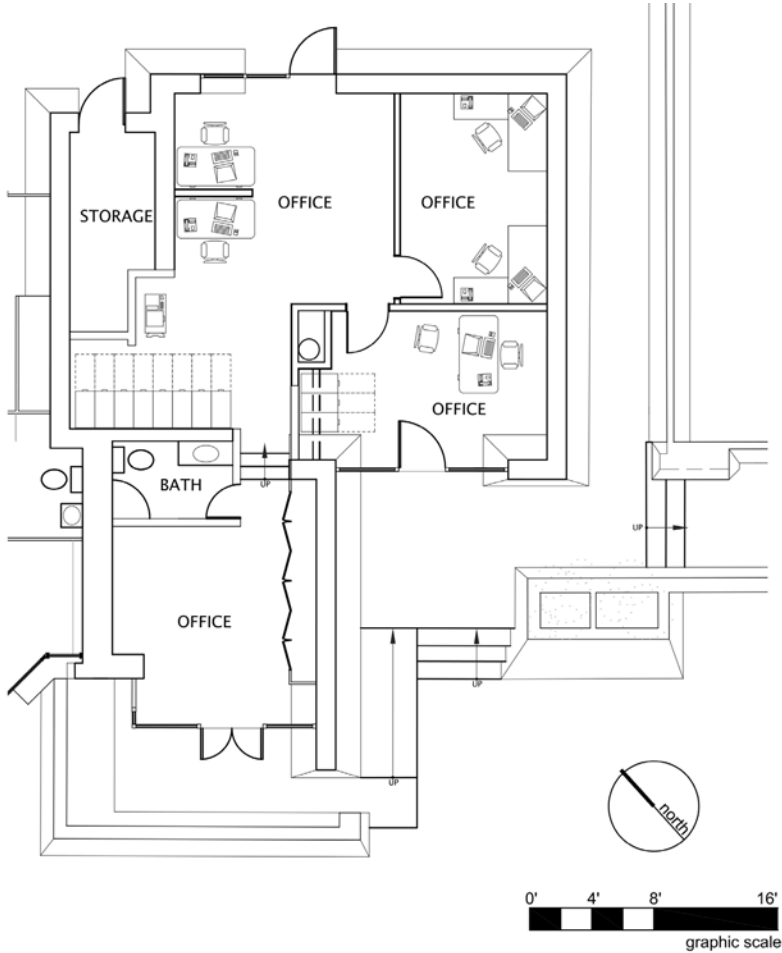 STORAGE
OFFICE
OFFICE
OFFICE
UP
BATH
UP
OFFICE
UP
UP
north
0' 4' 8' 16'
graphic scale